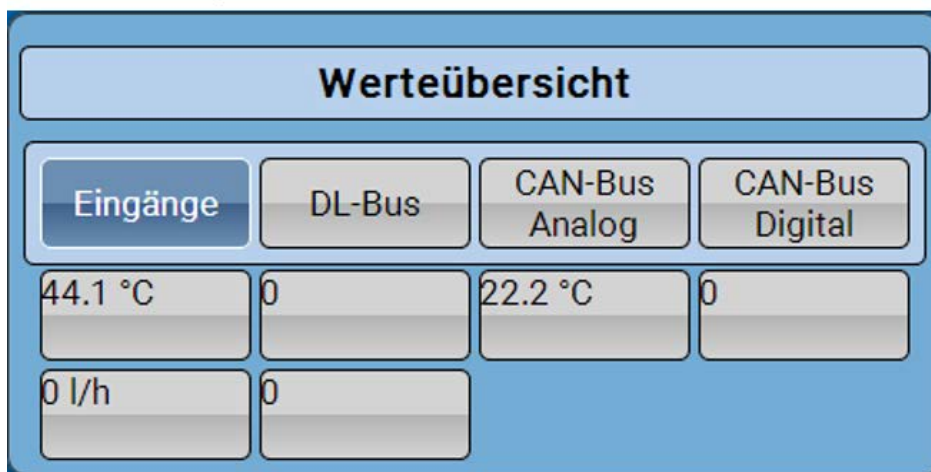 Werteübersicht
Eingänge
DL-Bus
CAN-Bus
Analog
CAN-Bus
Digital
44.1 °C
0
22.2 °C
0
0 l/h
0